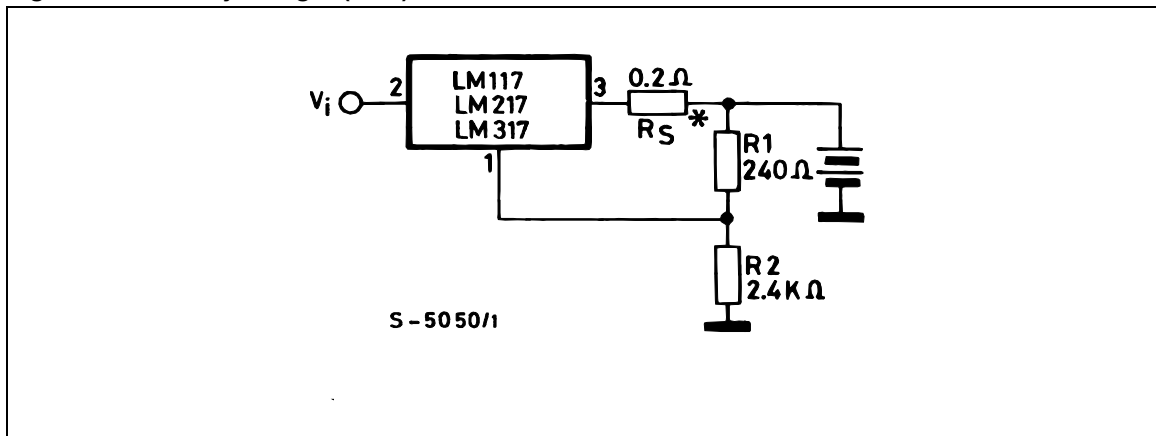 LM117
LM217
LM317
Vi
2
3
1
0.2Ω
RS *
R1
240Ω
R2
2.4KΩ
S-5050/1